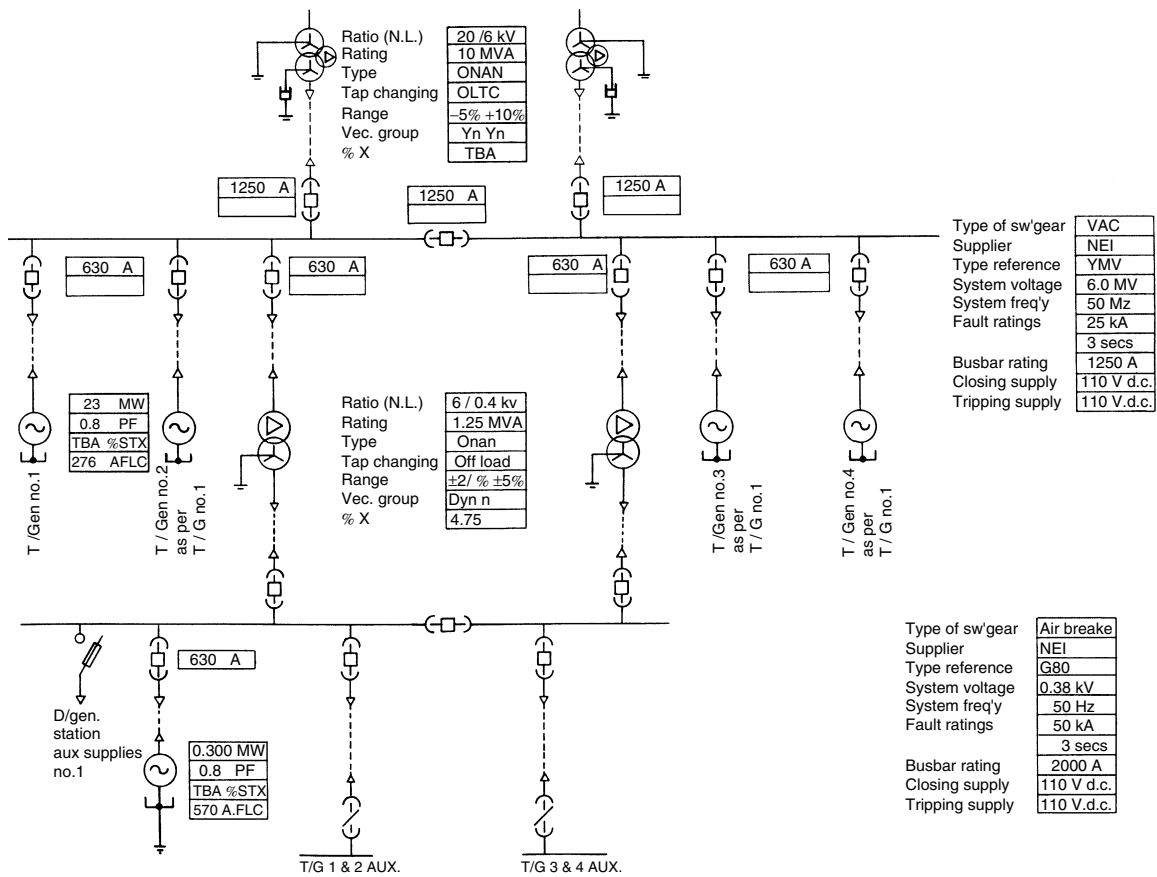 Ratio (N.L.) 20 /6 kV
Rating 10 MVA
Type ONAN
Tap changing OLTC
Range –5% +10%
Vec. group Yn Yn
% X TBA
1250 A
1250 A
1250 A
630 A
630 A
630 A
630 A
Type of sw'gear VAC
Supplier NEI
Type reference YMV
System voltage 6.0 MV
System freq'y 50 Mz
Fault ratings 25 kA
3 secs
Busbar rating 1250 A
Closing supply 110 V d.c.
Tripping supply 110 V.d.c.
23 MW
0.8 PF
TBA %STX
276 AFLC
T /Gen no.1
T / Gen no.2
as per
T / G no.1
Ratio (N.L.) 6 / 0.4 kv
Rating 1.25 MVA
Type Onan
Tap changing Off load
Range ±2/ % ±5%
Vec. group Dyn n
% X 4.75
T /Gen no.3
as per
T / G no.1
T / Gen no.4
as per
T / G no.1
630 A
D/gen.
station
aux supplies
no.1
0.300 MW
0.8 PF
TBA %STX
570 A.FLC
T/G 1 & 2 AUX.
T/G 3 & 4 AUX.
Type of sw'gear Air breake
Supplier NEI
Type reference G80
System voltage 0.38 kV
System freq'y 50 Hz
Fault ratings 50 kA
3 secs
Busbar rating 2000 A
Closing supply 110 V d.c.
Tripping supply 110 V.d.c.